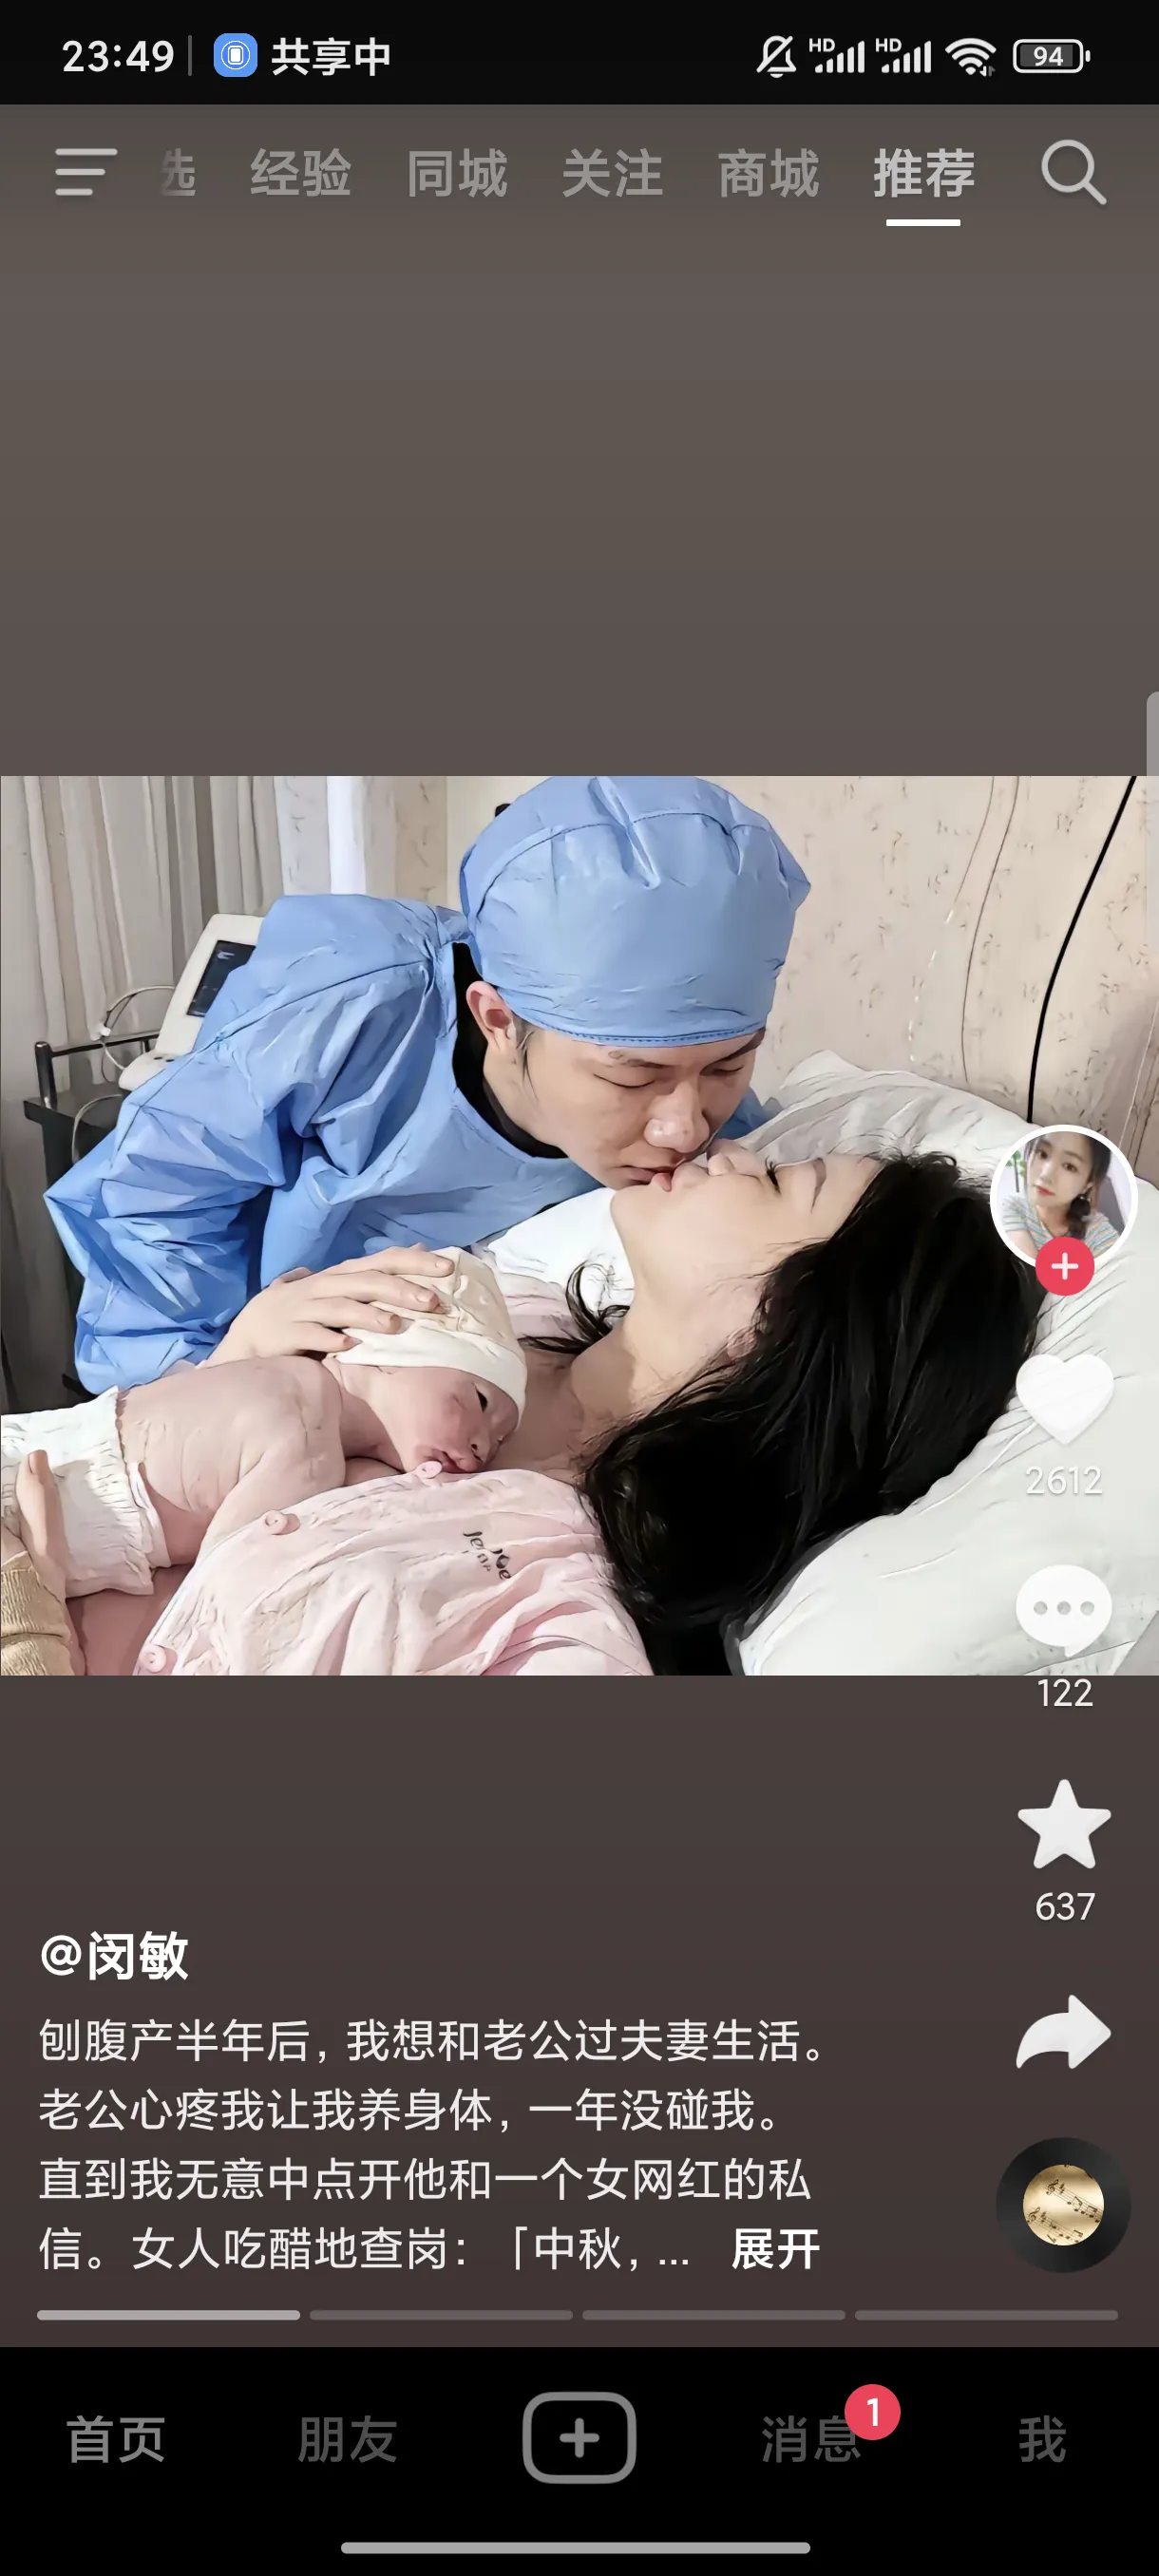 23:49
共享中
HD
HD
94
选
经验
同城
关注
商城
推荐
2612
122
637
@闵敏
刨腹产半年后，我想和老公过夫妻生活。
老公心疼我让我养身体，一年没碰我。
直到我无意中点开他和一个女网红的私
信。女人吃醋地查岗：「中秋，... 展开
首页
朋友
消息
1
我